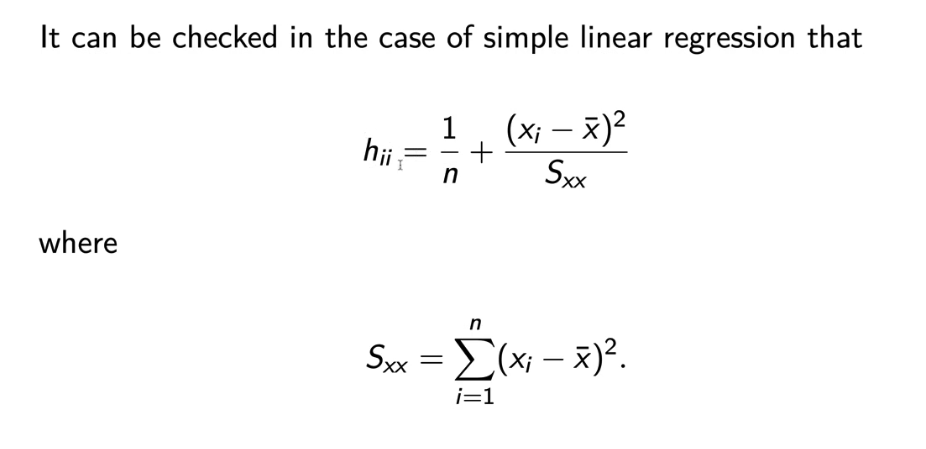 It can be checked in the case of simple linear regression that
h_{ii} = \frac{1}{n} + \frac{(x_i - \bar{x})^2}{S_{xx}}
where
S_{xx} = \sum_{i=1}^{n} (x_i - \bar{x})^2.